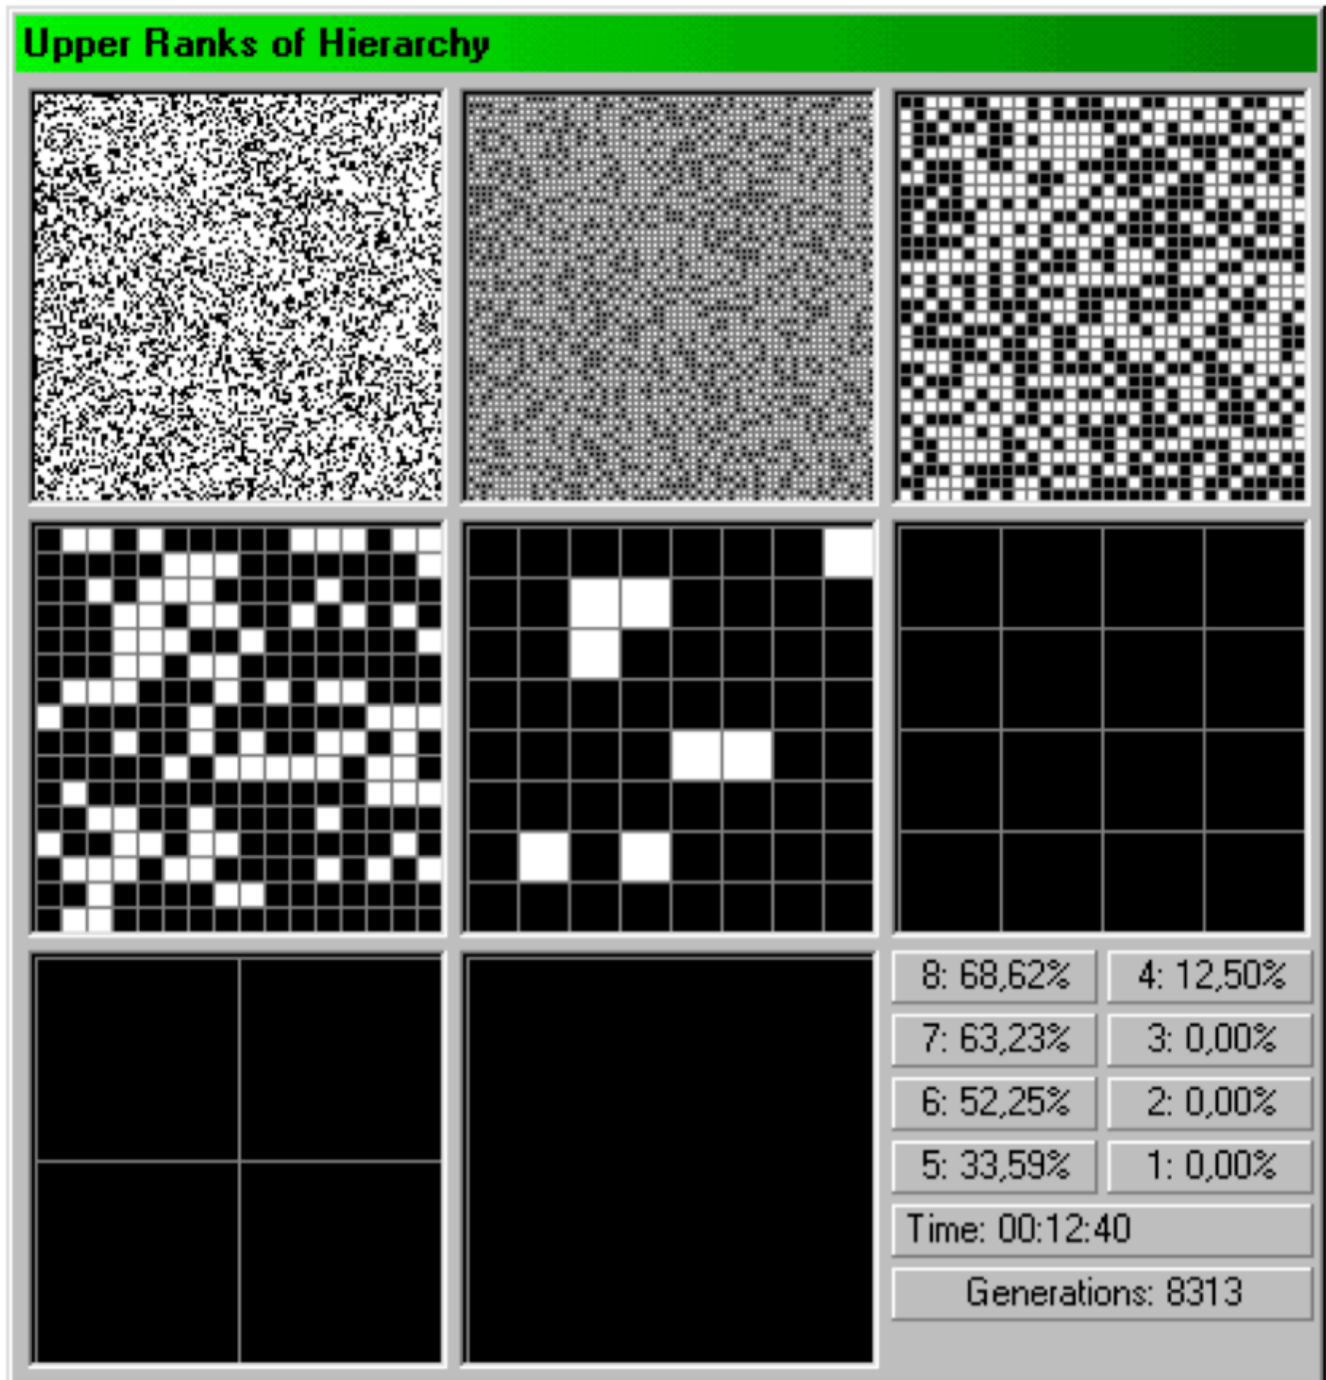 Upper Ranks of Hierarchy
8: 68,62% 4: 12,50%
7: 63,23% 3: 0,00%
6: 52,25% 2: 0,00%
5: 33,59% 1: 0,00%
Time: 00:12:40
Generations: 8313